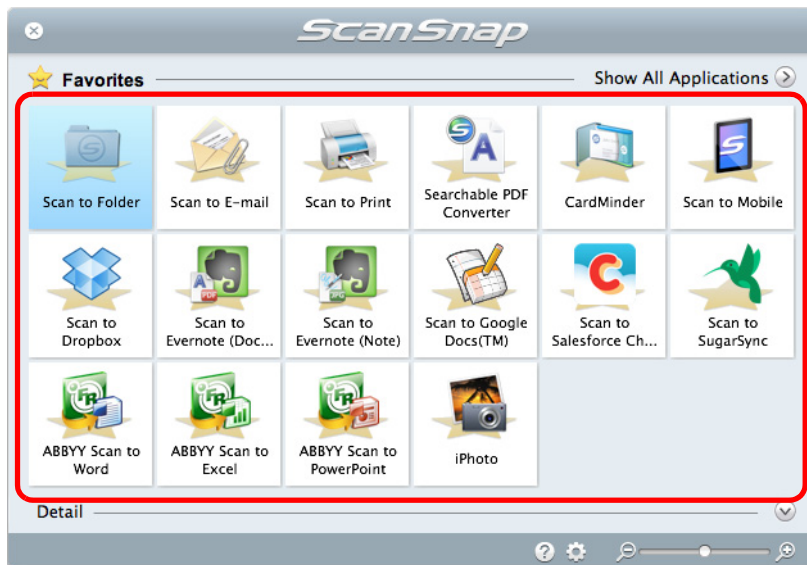 ScanSnap
Favorites
Show All Applications
Scan to Folder
Scan to E-mail
Scan to Print
Searchable PDF
Converter
CardMinder
Scan to Mobile
Scan to
Dropbox
Scan to
Evernote (Doc...
Scan to
Evernote (Note)
Scan to Google
Docs(TM)
Scan to
Salesforce Ch...
Scan to
SugarSync
ABBYY Scan to
Word
ABBYY Scan to
Excel
ABBYY Scan to
PowerPoint
iPhoto
Detail